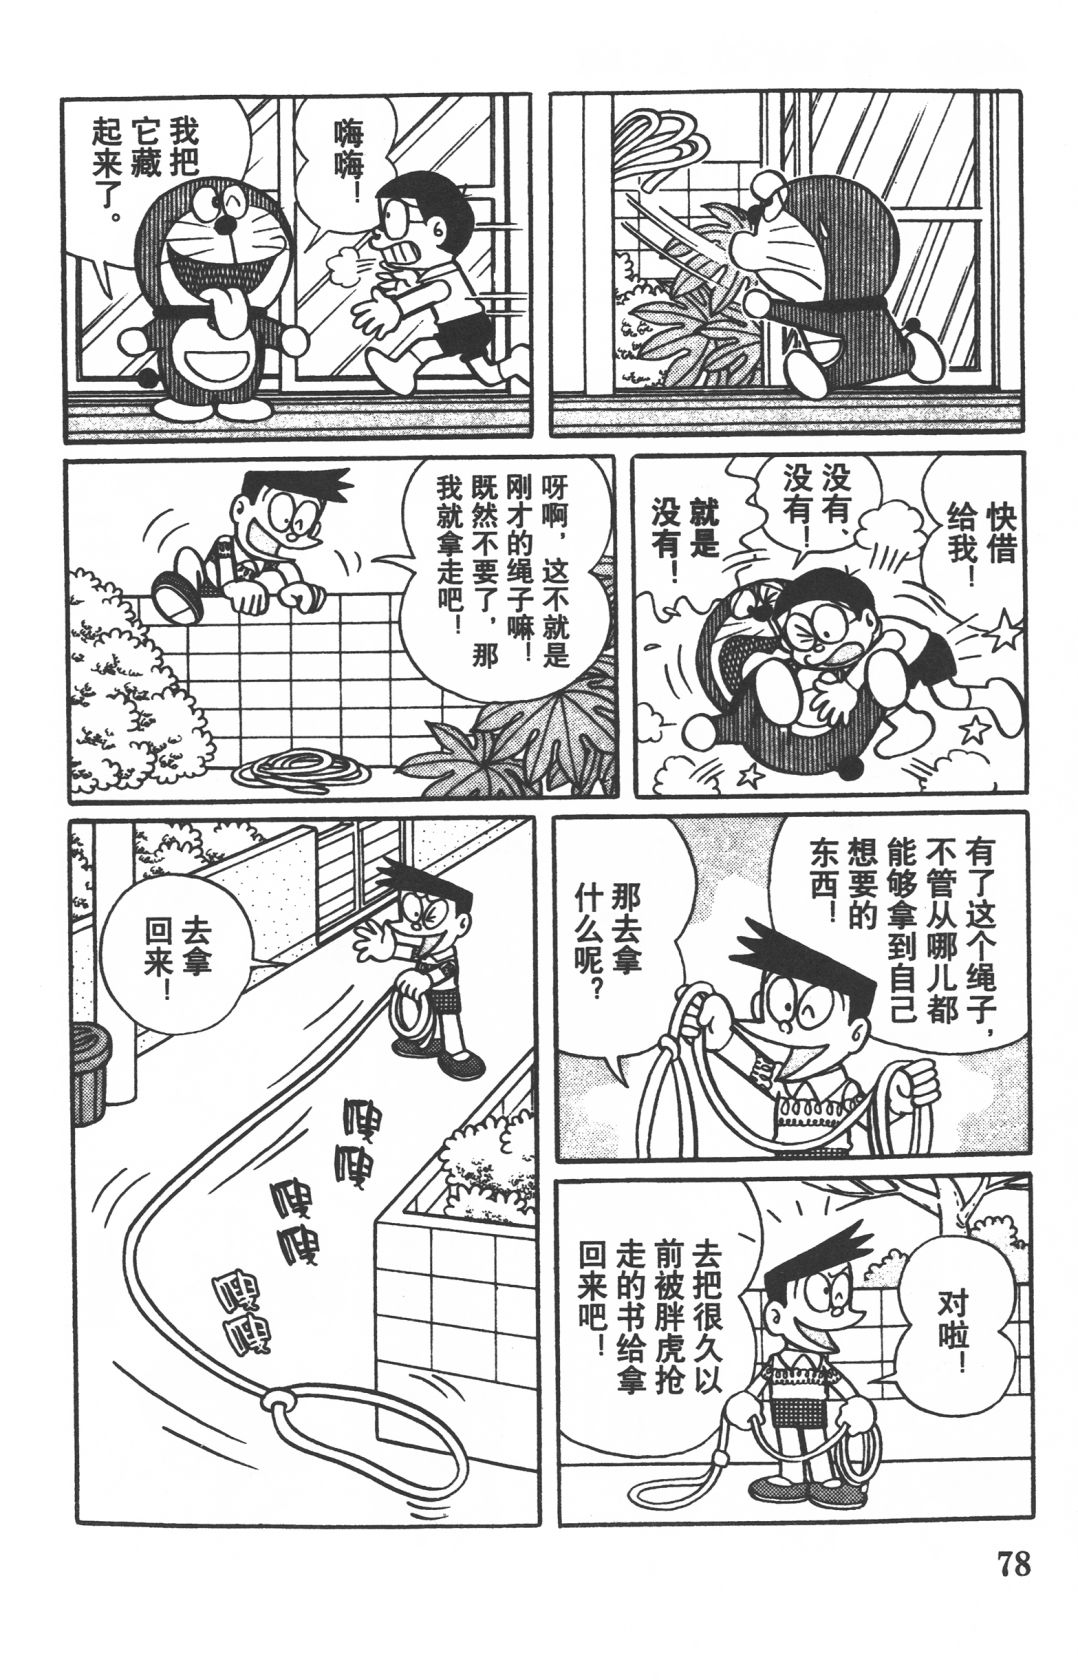 嗨嗨！
我把
它藏
起来了。
快借
给我！
没有、
没有！
就是
没有！
呀啊，这不就是
刚才的绳子嘛！
既然不要了，那
我就拿走吧！
有了这个绳子，
不管从哪儿都
能够拿到自己
想要的
东西！
那去拿
什么呢？
对啦！
去把很久以
前被胖虎抢
走的书给拿
回来吧！
去拿
回来！
嗖
嗖
嗖
嗖
嗖
嗖
78